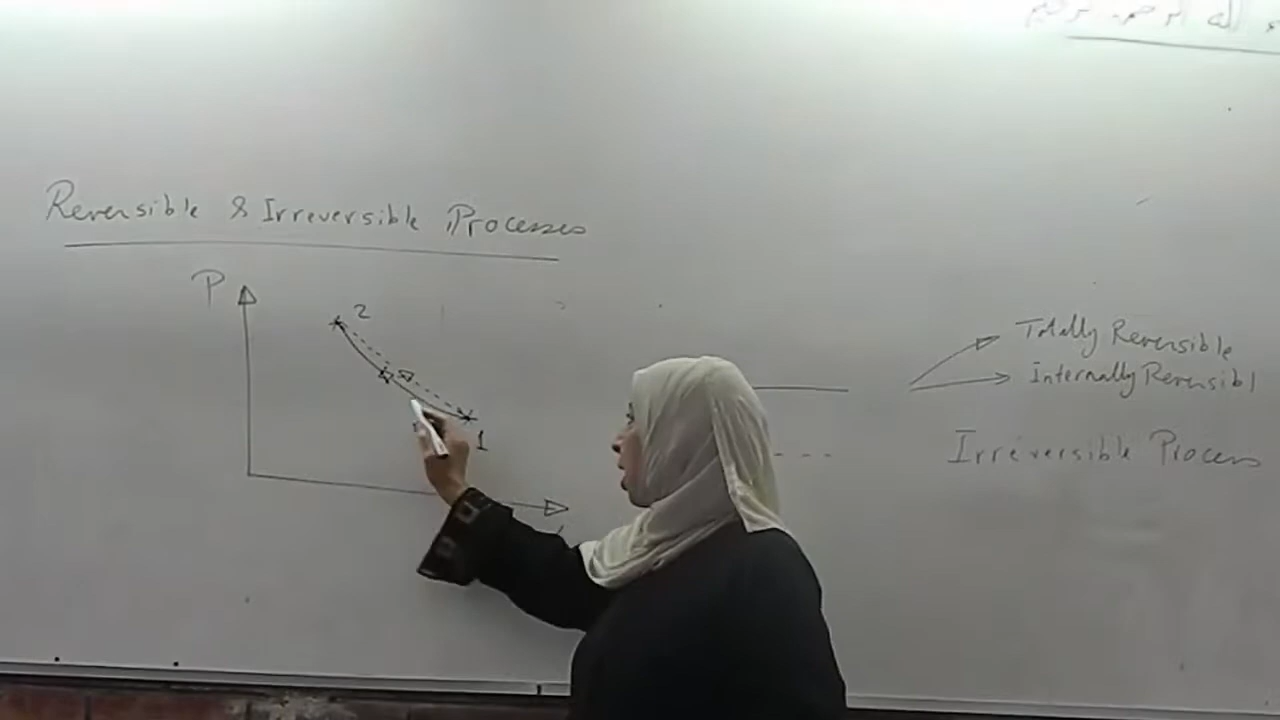 Reversible & Irreversible Processes
P
2
1
Totally Reversible
Internally Reversibl
Irreversible Process